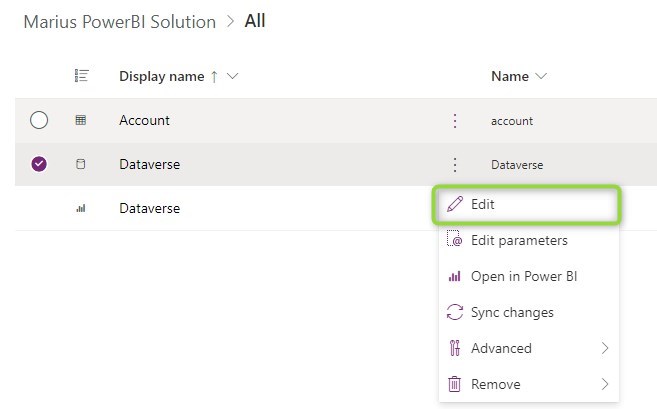 Marius PowerBI Solution > All
Display name ↑ Name
Account account
Dataverse Dataverse
Dataverse
Edit
Edit parameters
Open in Power BI
Sync changes
Advanced
Remove